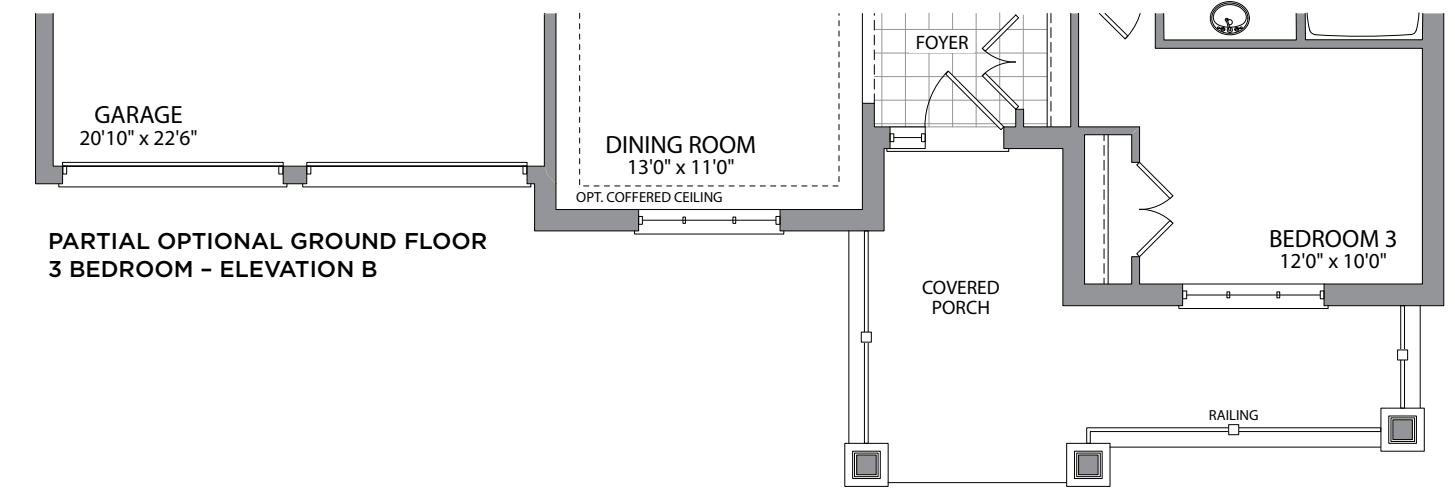 FOYER
GARAGE
20'10" x 22'6"
DINING ROOM
13'0" x 11'0"
OPT. COFFERED CEILING
PARTIAL OPTIONAL GROUND FLOOR
3 BEDROOM – ELEVATION B
BEDROOM 3
12'0" x 10'0"
COVERED
PORCH
RAILING